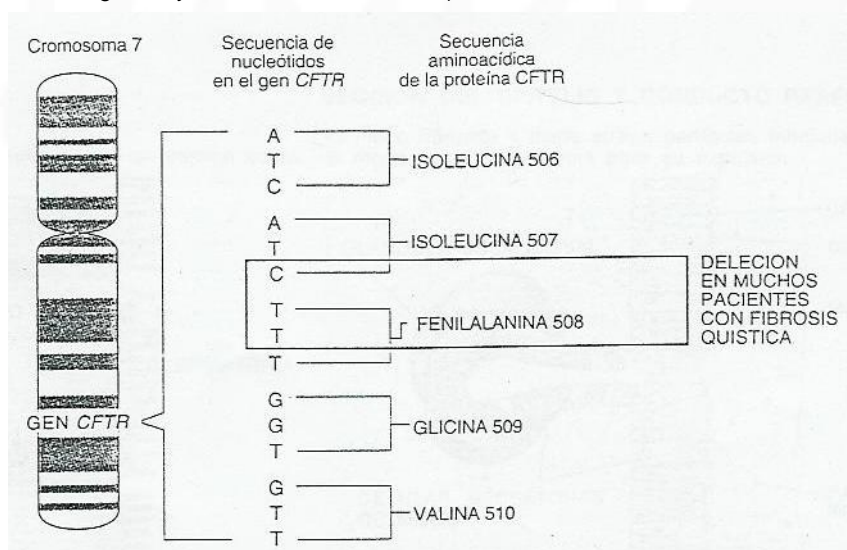 Cromosoma 7
Secuencia de
nucleótidos
en el gen CFTR
Secuencia
aminoacídica
de la proteína CFTR
A
T
C
ISOLEUCINA 506
A
T
C
ISOLEUCINA 507
T
T
T
FENILALANINA 508
DELECION
EN MUCHOS
PACIENTES
CON FIBROSIS
QUISTICA
G
G
T
GLICINA 509
GEN CFTR
G
T
T
VALINA 510